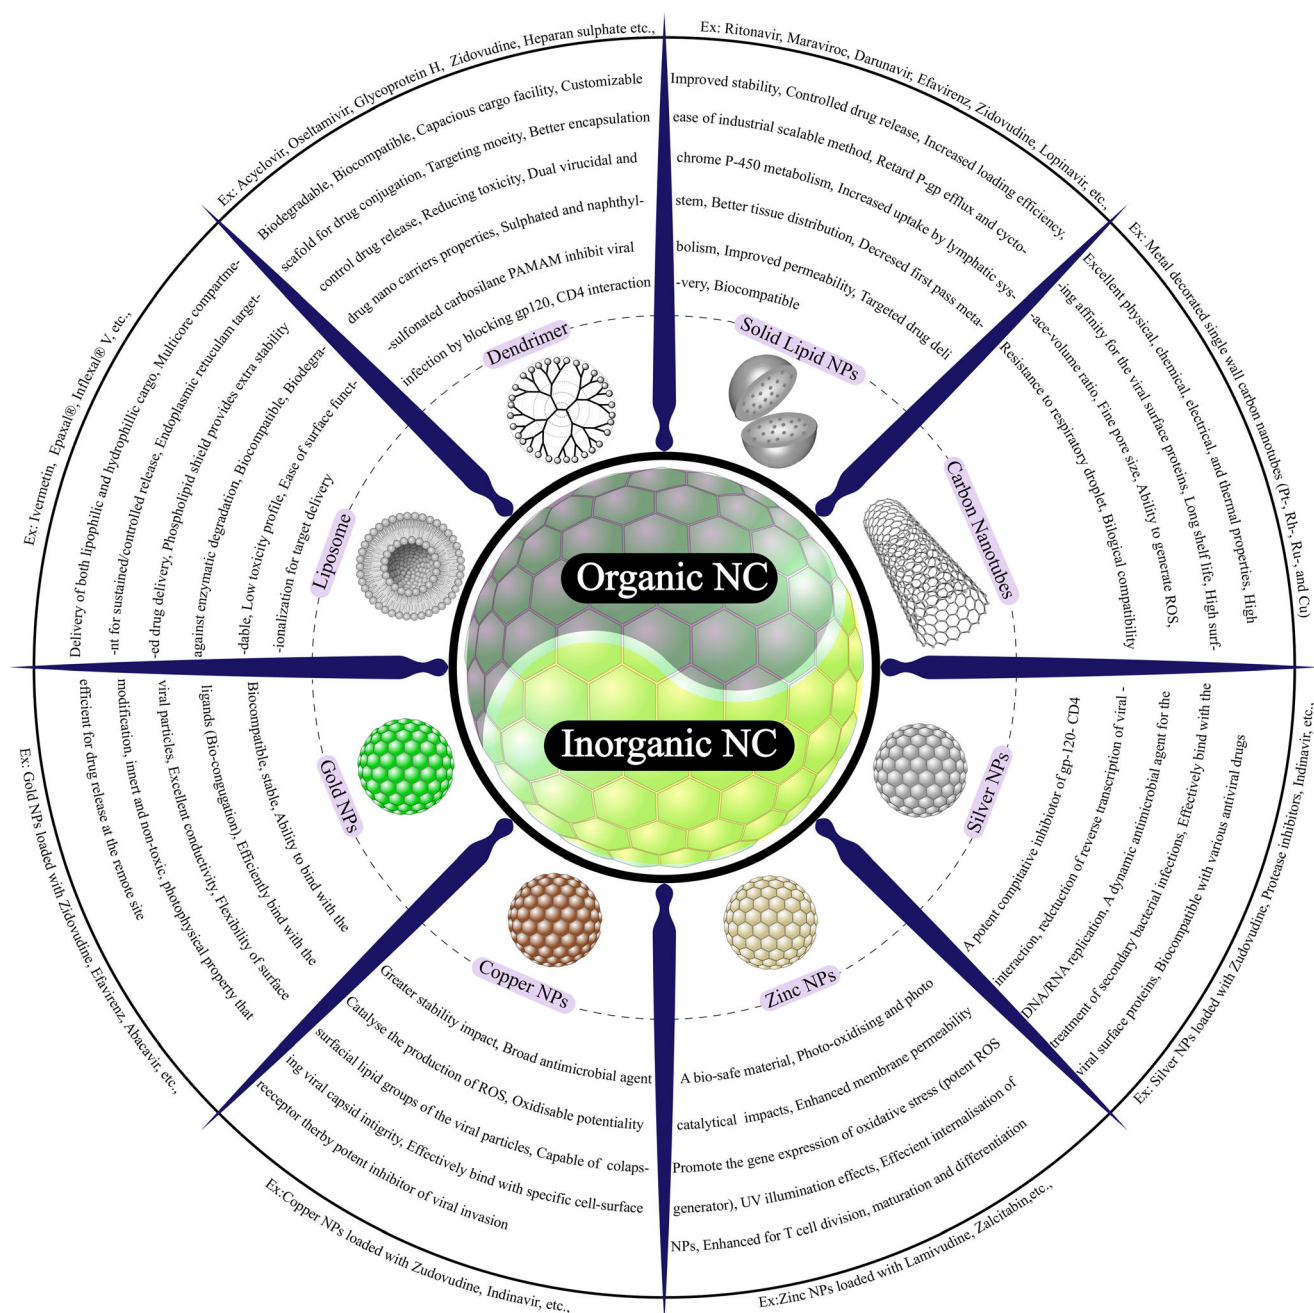 Ex: Acyclovir, Oseltamivir, Glycoprotein H, Zidovudine, Heparan sulphate etc.,
Biodegradable, Biocompatible, Capacious cargo facility, Customizable
scafold for drug conjugation, Targeting moeity, Better encapsulation
control drug release, Reducing toxicity, Dual virucidal and
drug nano carriers properties, Sulphated and naphthyl-
-sulfonated carbosilane PAMAM inhibit viral
infection by blocking gp120, CD4 interaction
Dendrimer
Ex: Ritonavir, Maraviroc, Darunavir, Efavirenz, Zidovudine, Lopinavir, etc.,
Improved stability, Controlled drug release, Increased loading efficiency,
ease of industrial scalable method, Retard P-gp efflux and cyto-
chrome P-450 metabolism, Increased uptake by lymphatic sys-
stem, Better tissue distribution, Decresed first pass meta-
bolism, Improved permeability, Targeted drug deli
-very, Biocompatible
Solid Lipid NPs
Ex: Metal decorated single wall carbon nanotubes (Pt-, Rh-, Ru-, and Cu)
Excellent physical, chemical, electrical, and thermal properties, High
-ing affinity for the viral surface proteins, Long shelf life, High surf-
-ace-volume ratio, Fine pore size, Ability to generate ROS,
Resistance to respiratory droplet, Bilogical compatibility
Carbon Nanotubes
Ex: Silver NPs loaded with Zudovudine, Protease inhibitors, Indinavir, etc.,
A potent compitative inhibitor of gp-120- CD4
interaction, redctuction of reverse transcription of viral -
DNA/RNA replication, A dynamic antimicrobial agent for the
treatment of secondary bacterial infections, Effectively bind with the
viral surface proteins, Biocompatible with various antiviral drugs
Silver NPs
Zinc NPs
A bio-safe material, Photo-oxidising and photo
catalytical impacts, Enhanced membrane permeability
Promote the gene expression of oxidative stress (potent ROS
generator), UV illumination effects, Effecient internalisation of
NPs, Enhanced for T cell division, maturation and differentiation
Ex:Zinc NPs loaded with Lamivudine, Zalcitabin,etc.,
Copper NPs
Greater stability impact, Broad antimicrobial agent
Catalyse the production of ROS, Oxidisable potentiality
surfacial lipid groups of the viral particles, Capable of colaps-
ing viral capsid intigrity, Effectively bind with specific cell-surface
reeceptor therby potent inhibitor of viral invasion
Ex:Copper NPs loaded with Zudovudine, Indinavir, etc.,
Gold NPs
Biocompatible, stable, Ability to bind with the
ligands (Bio-congugation), Efficiently bind with the
viral particles, Excellent conductivity, Flexibility of surface
modification, innert and non-toxic, photophysical property that
efficient for drug release at the remote site
Ex: Gold NPs loaded with Zidovudine, Efavirenz, Abacavir, etc.,
Ex: Ivermetin, Epaxal®, Inflexal® V, etc.,
Delivery of both lipophilic and hydrophillic cargo, Multicore compartme-
-nt for sustained/controlled release, Endoplasmic retuculam target-
-ed drug delivery, Phospholipid shield provides extra stability
against enzymatic degradation, Biocompatible, Biodegra-
-dable, Low toxicity profile, Ease of surface funct-
-ionalization for target delivery
Liposome
Organic NC
Inorganic NC